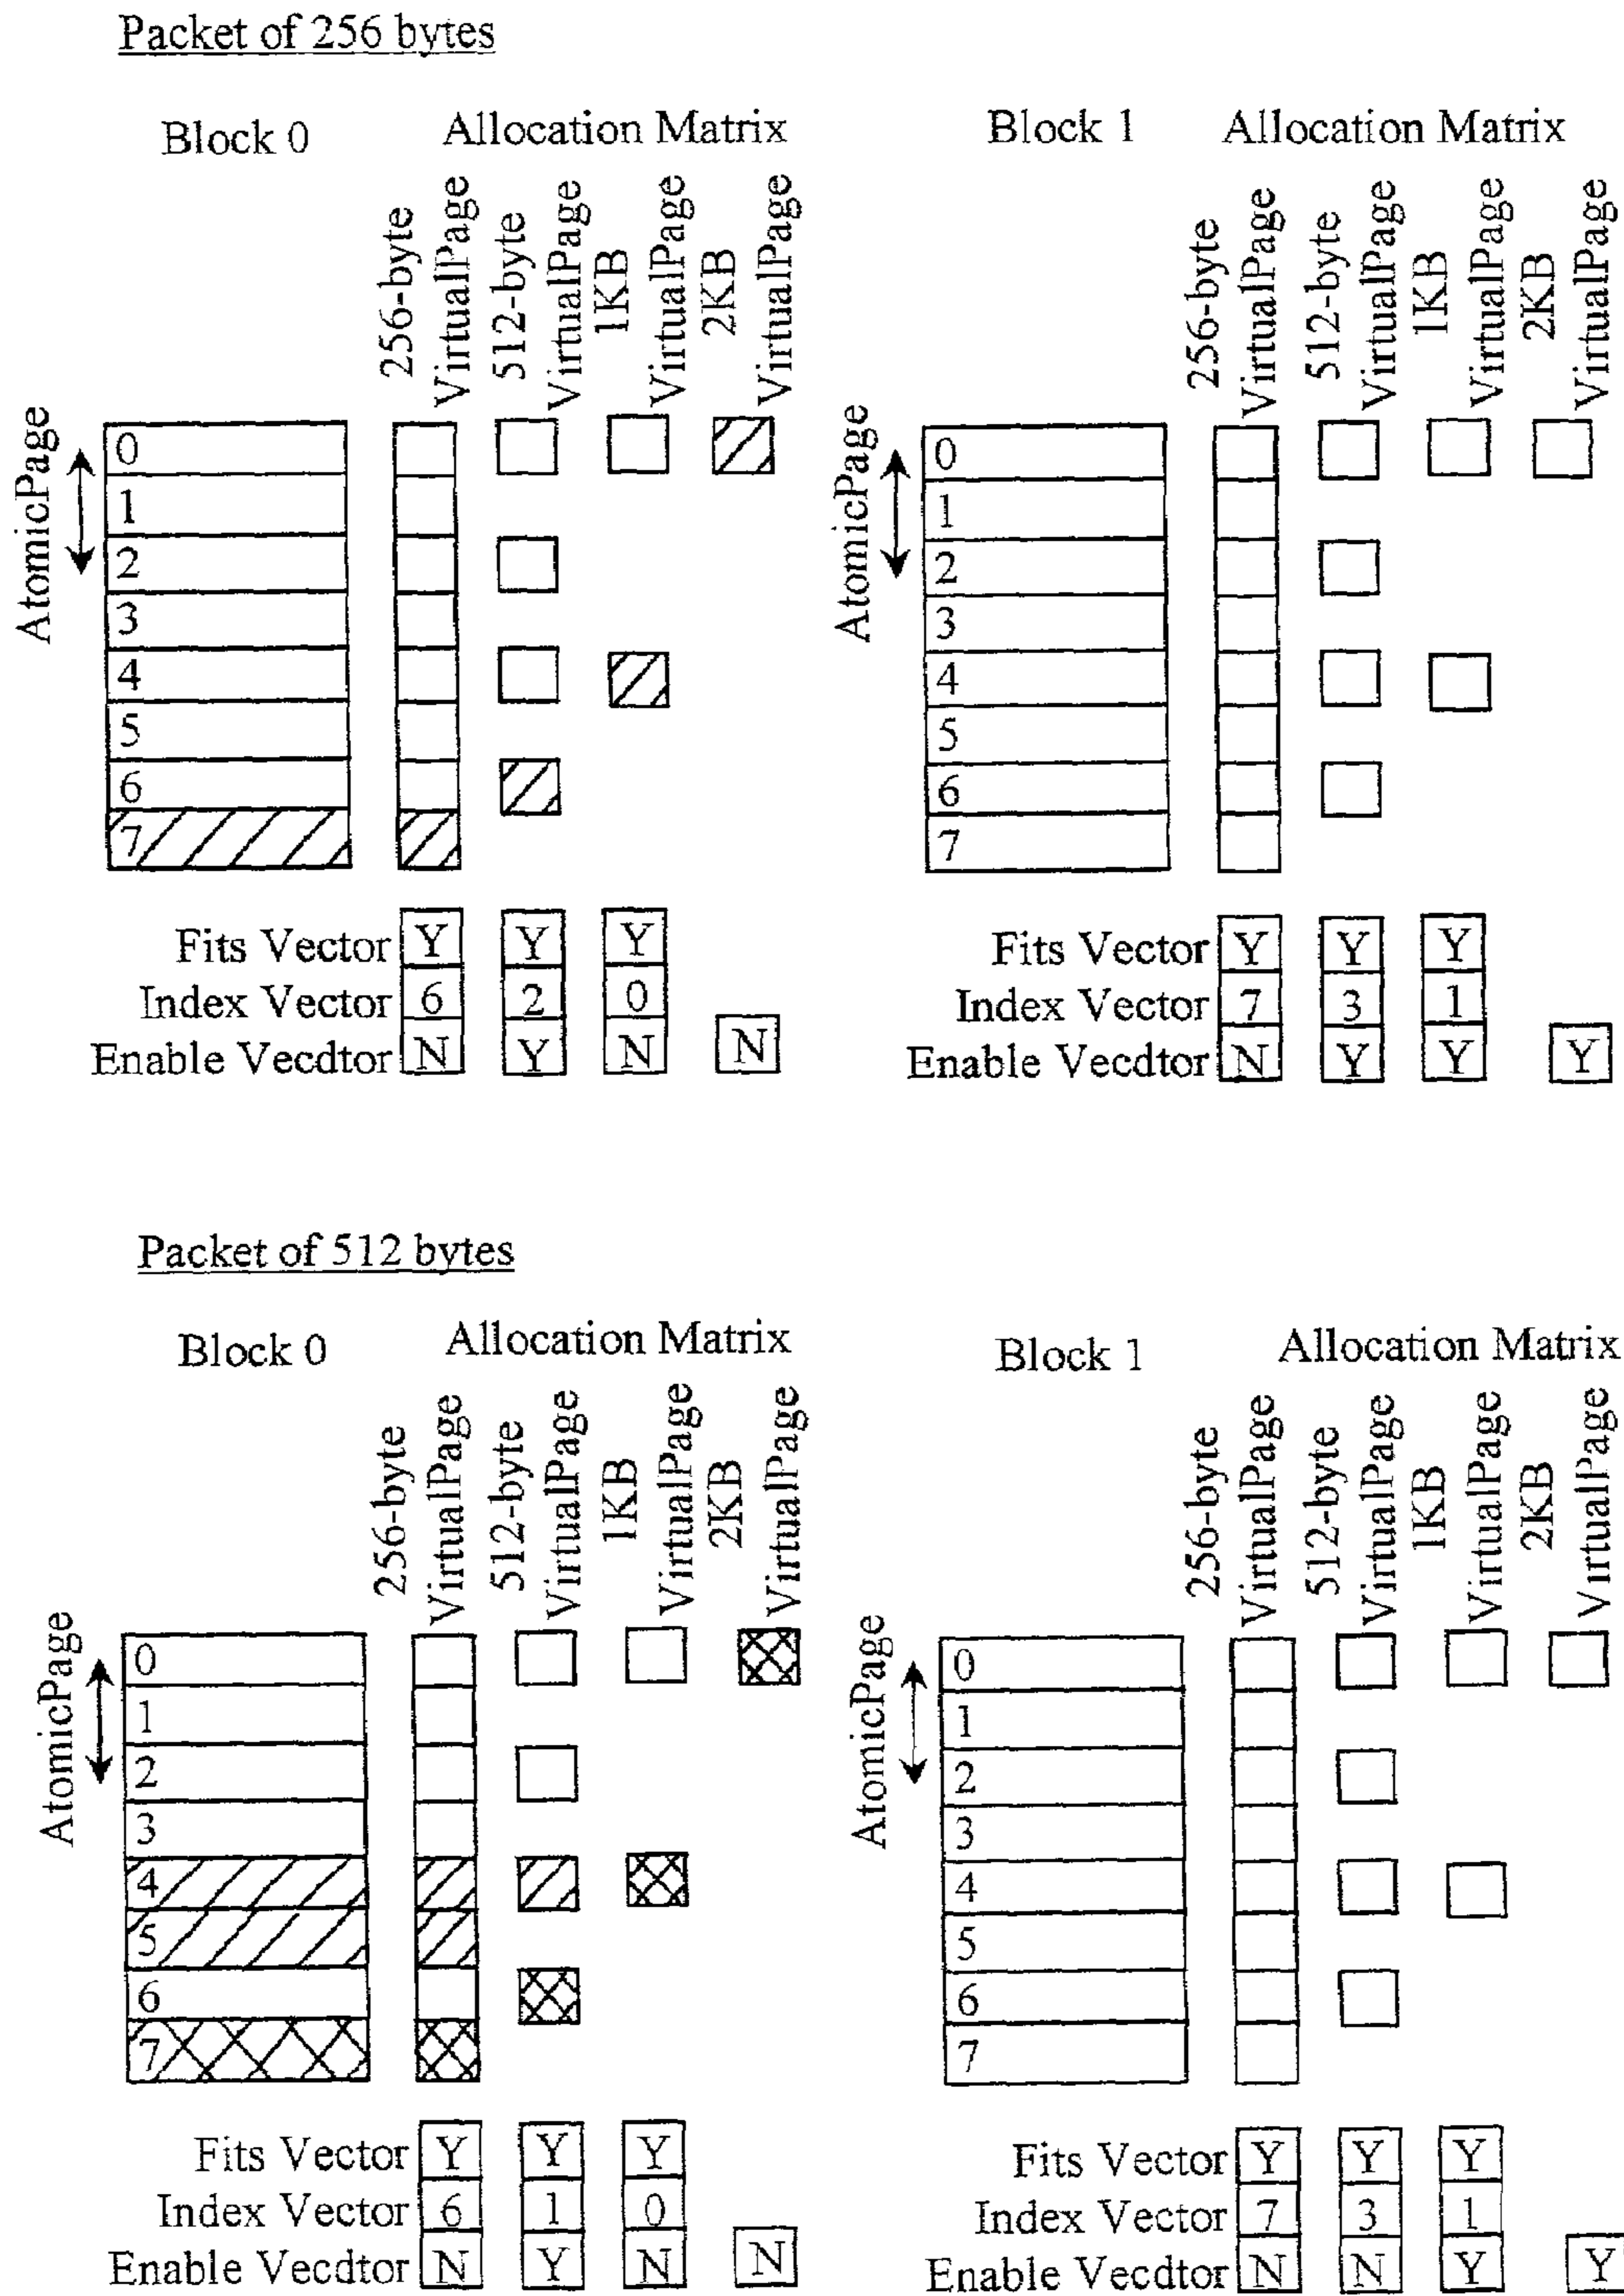 Packet of 256 bytes
Block 0
Allocation Matrix
Block 1
Allocation Matrix
256-byte
VirtualPage
512-byte
VirtualPage
1KB
VirtualPage
2KB
VirtualPage
256-byte
VirtualPage
512-byte
VirtualPage
1KB
VirtualPage
2KB
VirtualPage
AtomicPage
0
1
2
3
4
5
6
7
AtomicPage
0
1
2
3
4
5
6
7
Fits Vector Y Y Y
Index Vector 6 2 0
Enable Vecdtor N Y N N
Fits Vector Y Y Y
Index Vector 7 3 1
Enable Vecdtor N Y Y Y
Packet of 512 bytes
Block 0
Allocation Matrix
Block 1
Allocation Matrix
256-byte
VirtualPage
512-byte
VirtualPage
1KB
VirtualPage
2KB
VirtualPage
256-byte
VirtualPage
512-byte
VirtualPage
1KB
VirtualPage
2KB
VirtualPage
AtomicPage
0
1
2
3
4
5
6
7
AtomicPage
0
1
2
3
4
5
6
7
Fits Vector Y Y Y
Index Vector 6 1 0
Enable Vecdtor N Y N N
Fits Vector Y Y Y
Index Vector 7 3 1
Enable Vecdtor N N Y Y